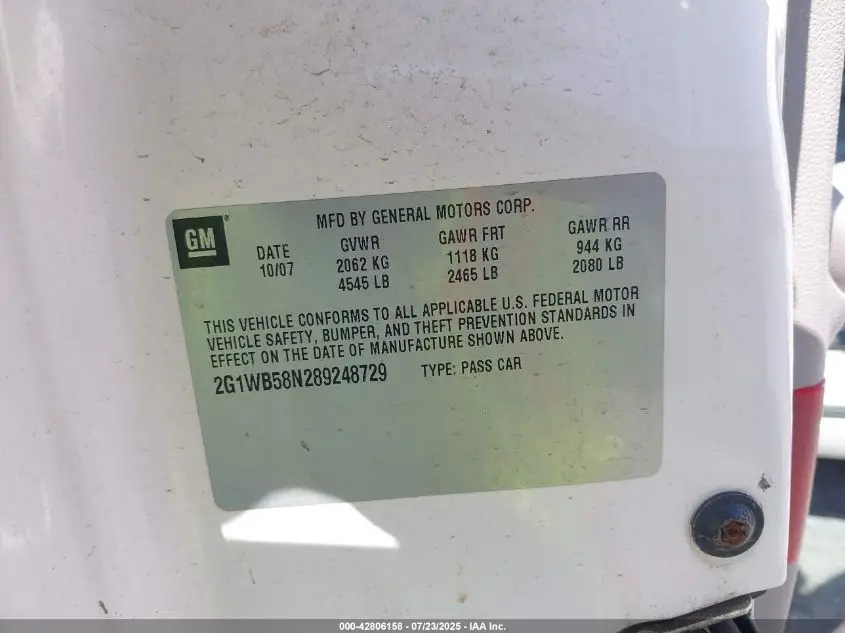 GM ®
MFD BY GENERAL MOTORS CORP.
DATE GVWR GAWR FRT GAWR RR
10/07 2062 KG 1118 KG 944 KG
4545 LB 2465 LB 2080 LB
THIS VEHICLE CONFORMS TO ALL APPLICABLE U.S. FEDERAL MOTOR
VEHICLE SAFETY, BUMPER, AND THEFT PREVENTION STANDARDS IN
EFFECT ON THE DATE OF MANUFACTURE SHOWN ABOVE.
2G1WB58N289248729 TYPE: PASS CAR
000-42806158 - 07/23/2025 - IAA Inc.